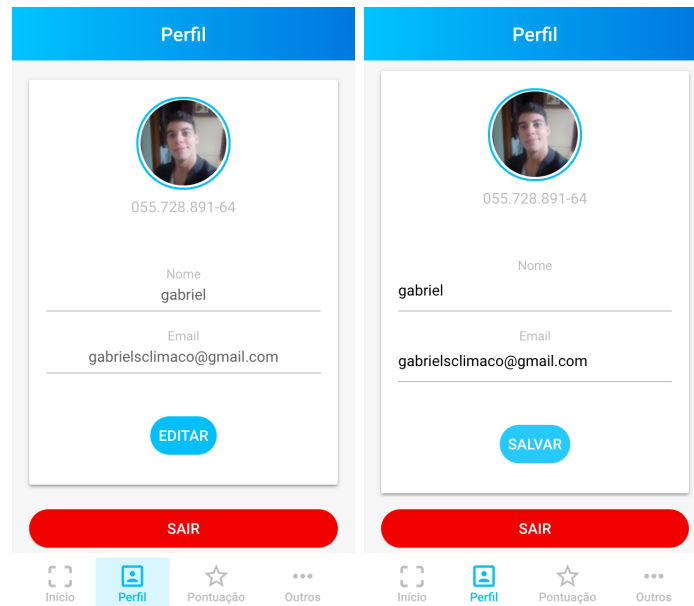 Perfil
055.728.891-64
Nome
gabriel
Email
gabrielsclimaco@gmail.com
EDITAR
SAIR
Início Perfil Pontuação Outros
Perfil
055.728.891-64
Nome
gabriel
Email
gabrielsclimaco@gmail.com
SALVAR
SAIR
Início Perfil Pontuação Outros